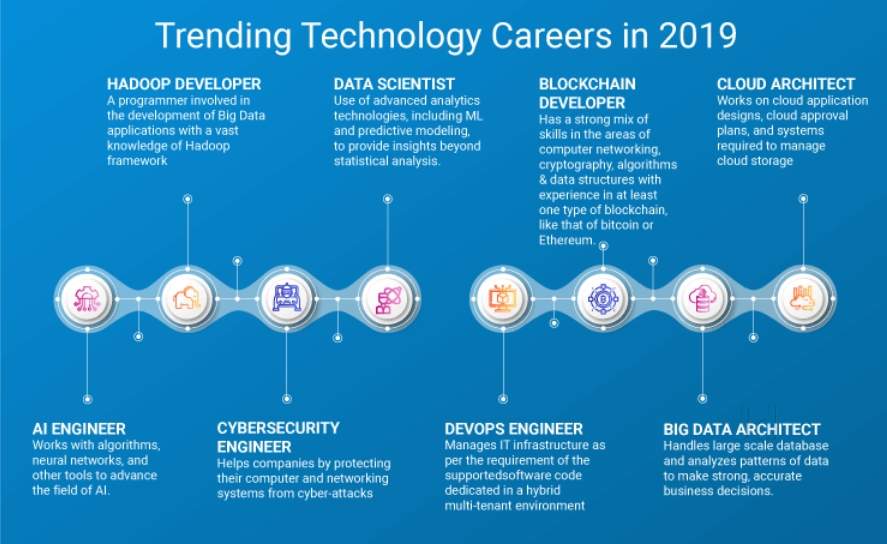 Trending Technology Careers in 2019
HADOOP DEVELOPER
A programmer involved in
the development of Big Data
applications with a vast
knowledge of Hadoop
framework
DATA SCIENTIST
Use of advanced analytics
technologies, including ML
and predictive modeling,
to provide insights beyond
statistical analysis.
BLOCKCHAIN
DEVELOPER
Has a strong mix of
skills in the areas of
computer networking,
cryptography, algorithms
& data structures with
experience in at least
one type of blockchain,
like that of bitcoin or
Ethereum.
CLOUD ARCHITECT
Works on cloud application
designs, cloud approval
plans, and systems
required to manage
cloud storage
AI ENGINEER
Works with algorithms,
neural networks, and
other tools to advance
the field of AI.
CYBERSECURITY
ENGINEER
Helps companies by protecting
their computer and networking
systems from cyber-attacks
DEVOPS ENGINEER
Manages IT infrastructure as
per the requirement of the
supportedsoftware code
dedicated in a hybrid
multi-tenant environment
BIG DATA ARCHITECT
Handles large scale database
and analyzes patterns of data
to make strong, accurate
business decisions.